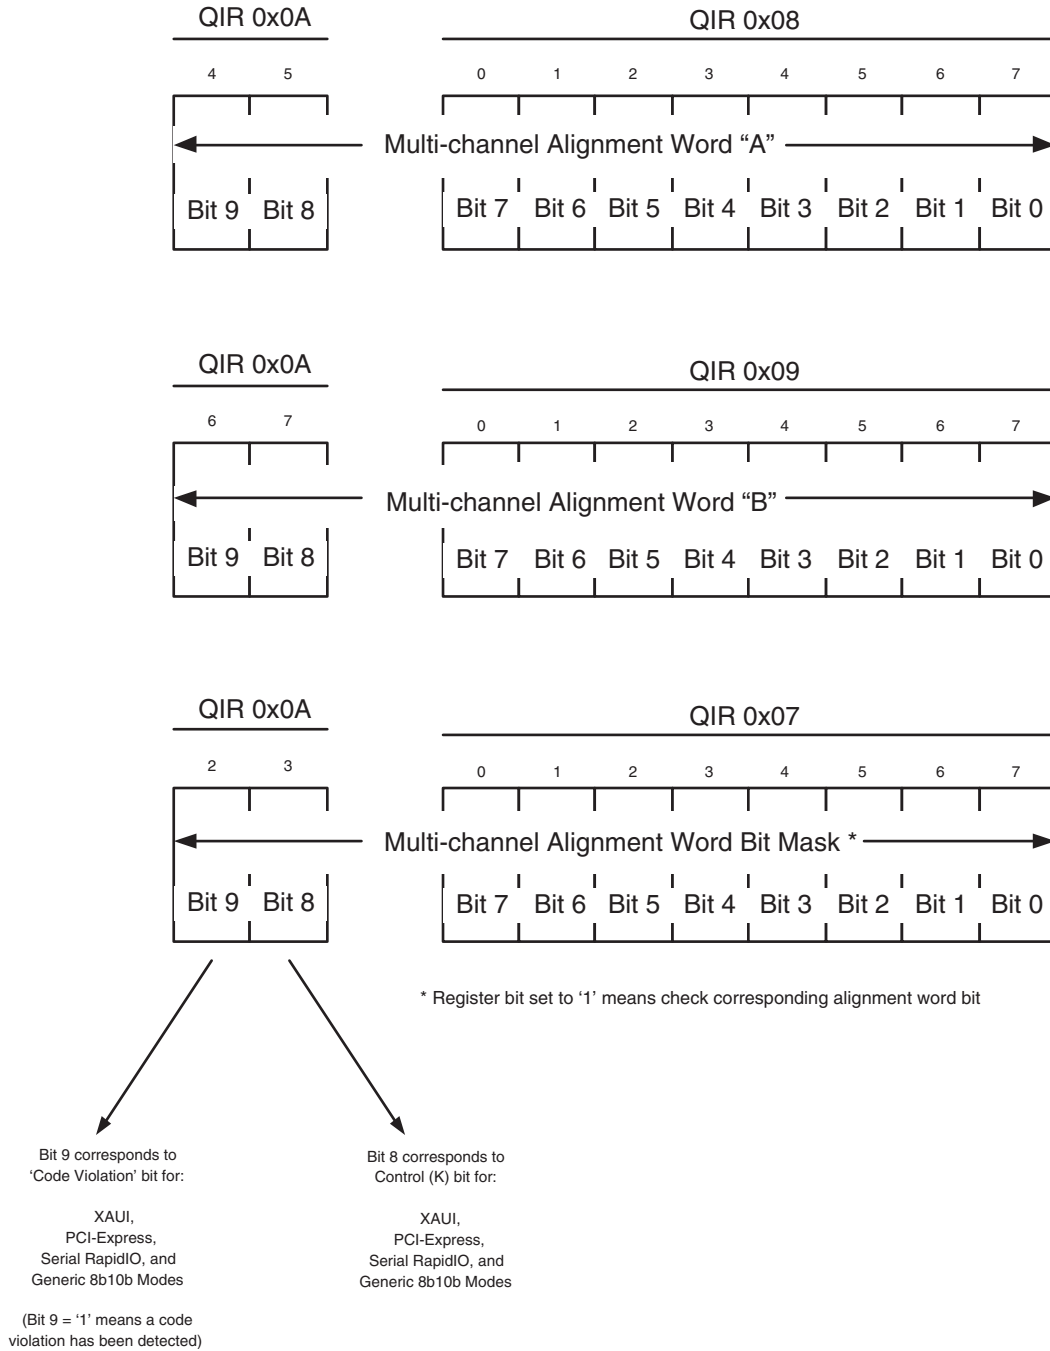 QIR 0x0A QIR 0x08
4 5 0 1 2 3 4 5 6 7
Multi-channel Alignment Word “A”
Bit 9 Bit 8 Bit 7 Bit 6 Bit 5 Bit 4 Bit 3 Bit 2 Bit 1 Bit 0
QIR 0x0A QIR 0x09
6 7 0 1 2 3 4 5 6 7
Multi-channel Alignment Word “B”
Bit 9 Bit 8 Bit 7 Bit 6 Bit 5 Bit 4 Bit 3 Bit 2 Bit 1 Bit 0
QIR 0x0A QIR 0x07
2 3 0 1 2 3 4 5 6 7
Multi-channel Alignment Word Bit Mask *
Bit 9 Bit 8 Bit 7 Bit 6 Bit 5 Bit 4 Bit 3 Bit 2 Bit 1 Bit 0
* Register bit set to ‘1’ means check corresponding alignment word bit
Bit 9 corresponds to
‘Code Violation’ bit for:
XAUI,
PCI-Express,
Serial RapidIO, and
Generic 8b10b Modes
(Bit 9 = ‘1’ means a code
violation has been detected)
Bit 8 corresponds to
Control (K) bit for:
XAUI,
PCI-Express,
Serial RapidIO, and
Generic 8b10b Modes